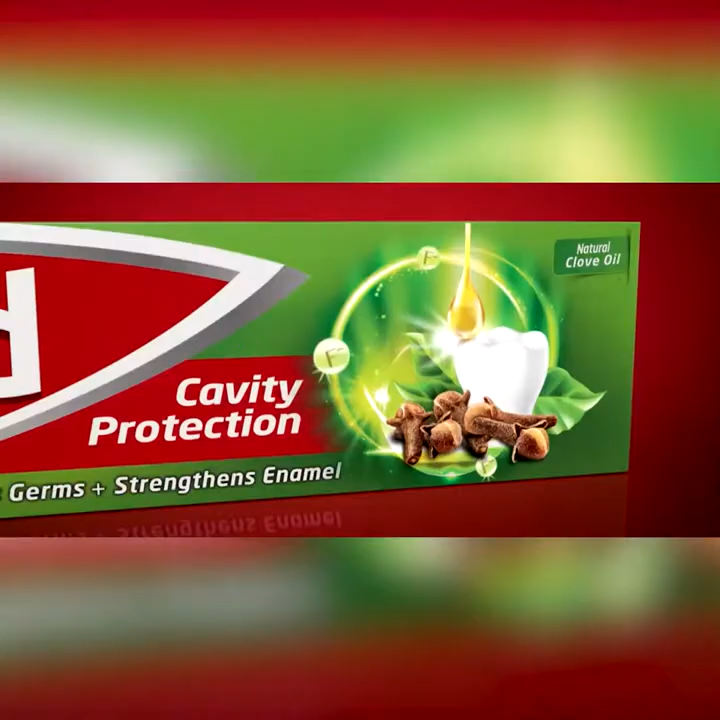 d
Natural
Clove Oil
F
F-
F
Cavity
Protection
Germs + Strengthens Enamel